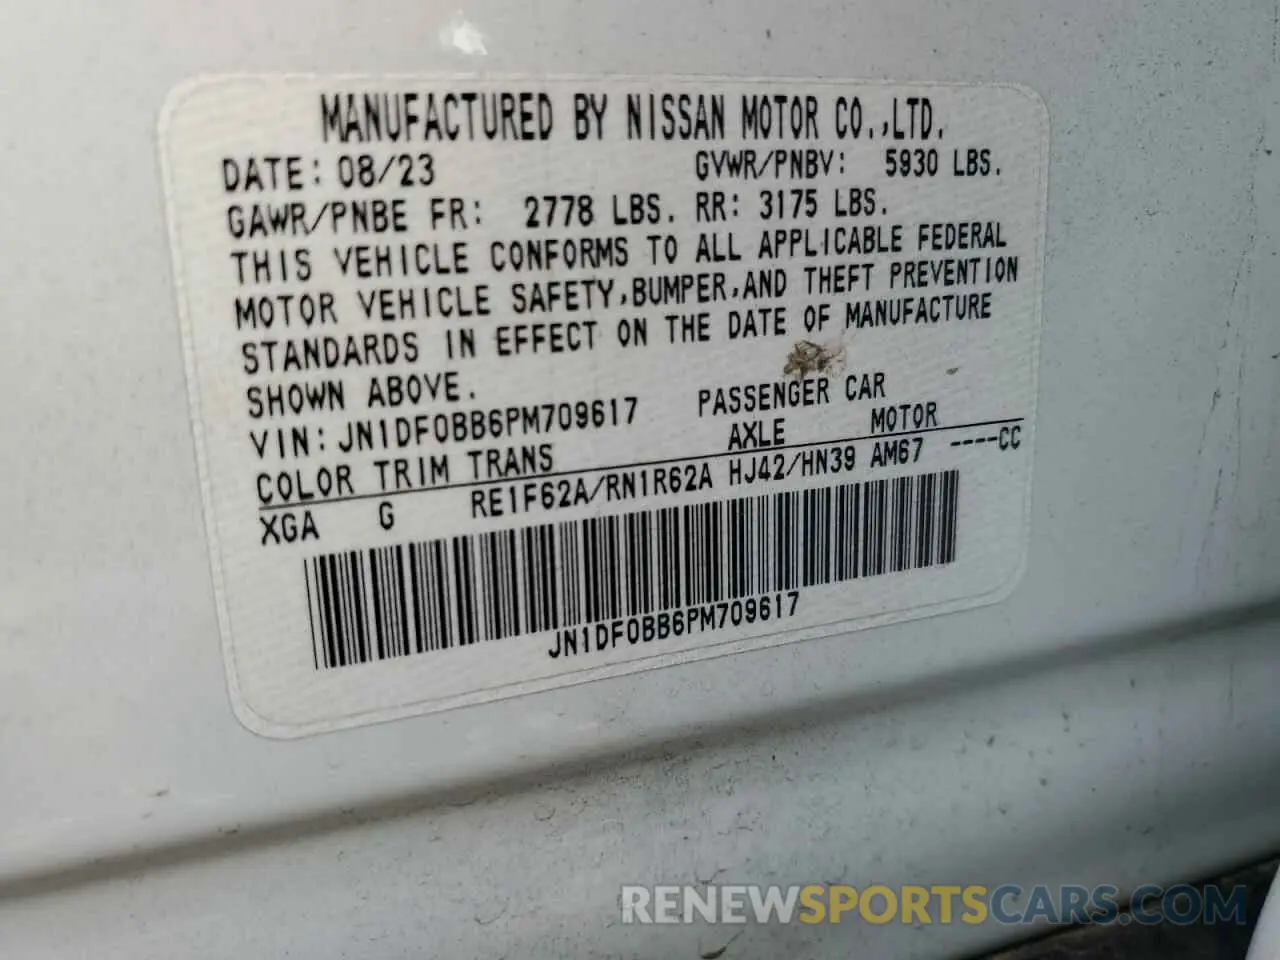 MANUFACTURED BY NISSAN MOTOR CO.,LTD.
DATE: 08/23 GVWR/PNBV: 5930 LBS.
GAWR/PNBE FR: 2778 LBS. RR: 3175 LBS.
THIS VEHICLE CONFORMS TO ALL APPLICABLE FEDERAL
MOTOR VEHICLE SAFETY,BUMPER,AND THEFT PREVENTION
STANDARDS IN EFFECT ON THE DATE OF MANUFACTURE
SHOWN ABOVE.
VIN: JN1DF0BB6PM709617 PASSENGER CAR
COLOR TRIM TRANS AXLE MOTOR
XGA G RE1F62A/RN1R62A HJ42/HN39 AM67 ----CC
JN1DF0BB6PM709617
RENEWSPORTSCARS.COM